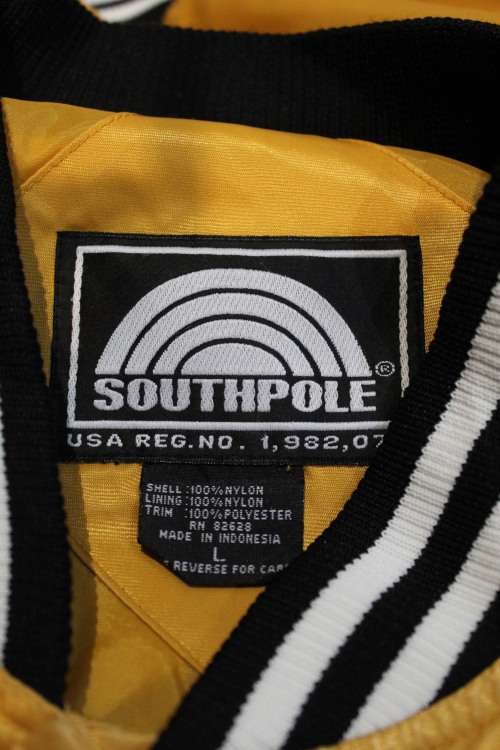 SOUTHPOLE®
USA REG.NO. 1,982,07
SHELL :100%NYLON
LINING :100%NYLON
TRIM :100%POLYESTER
RN 82628
MADE IN INDONESIA
L
REVERSE FOR CAR